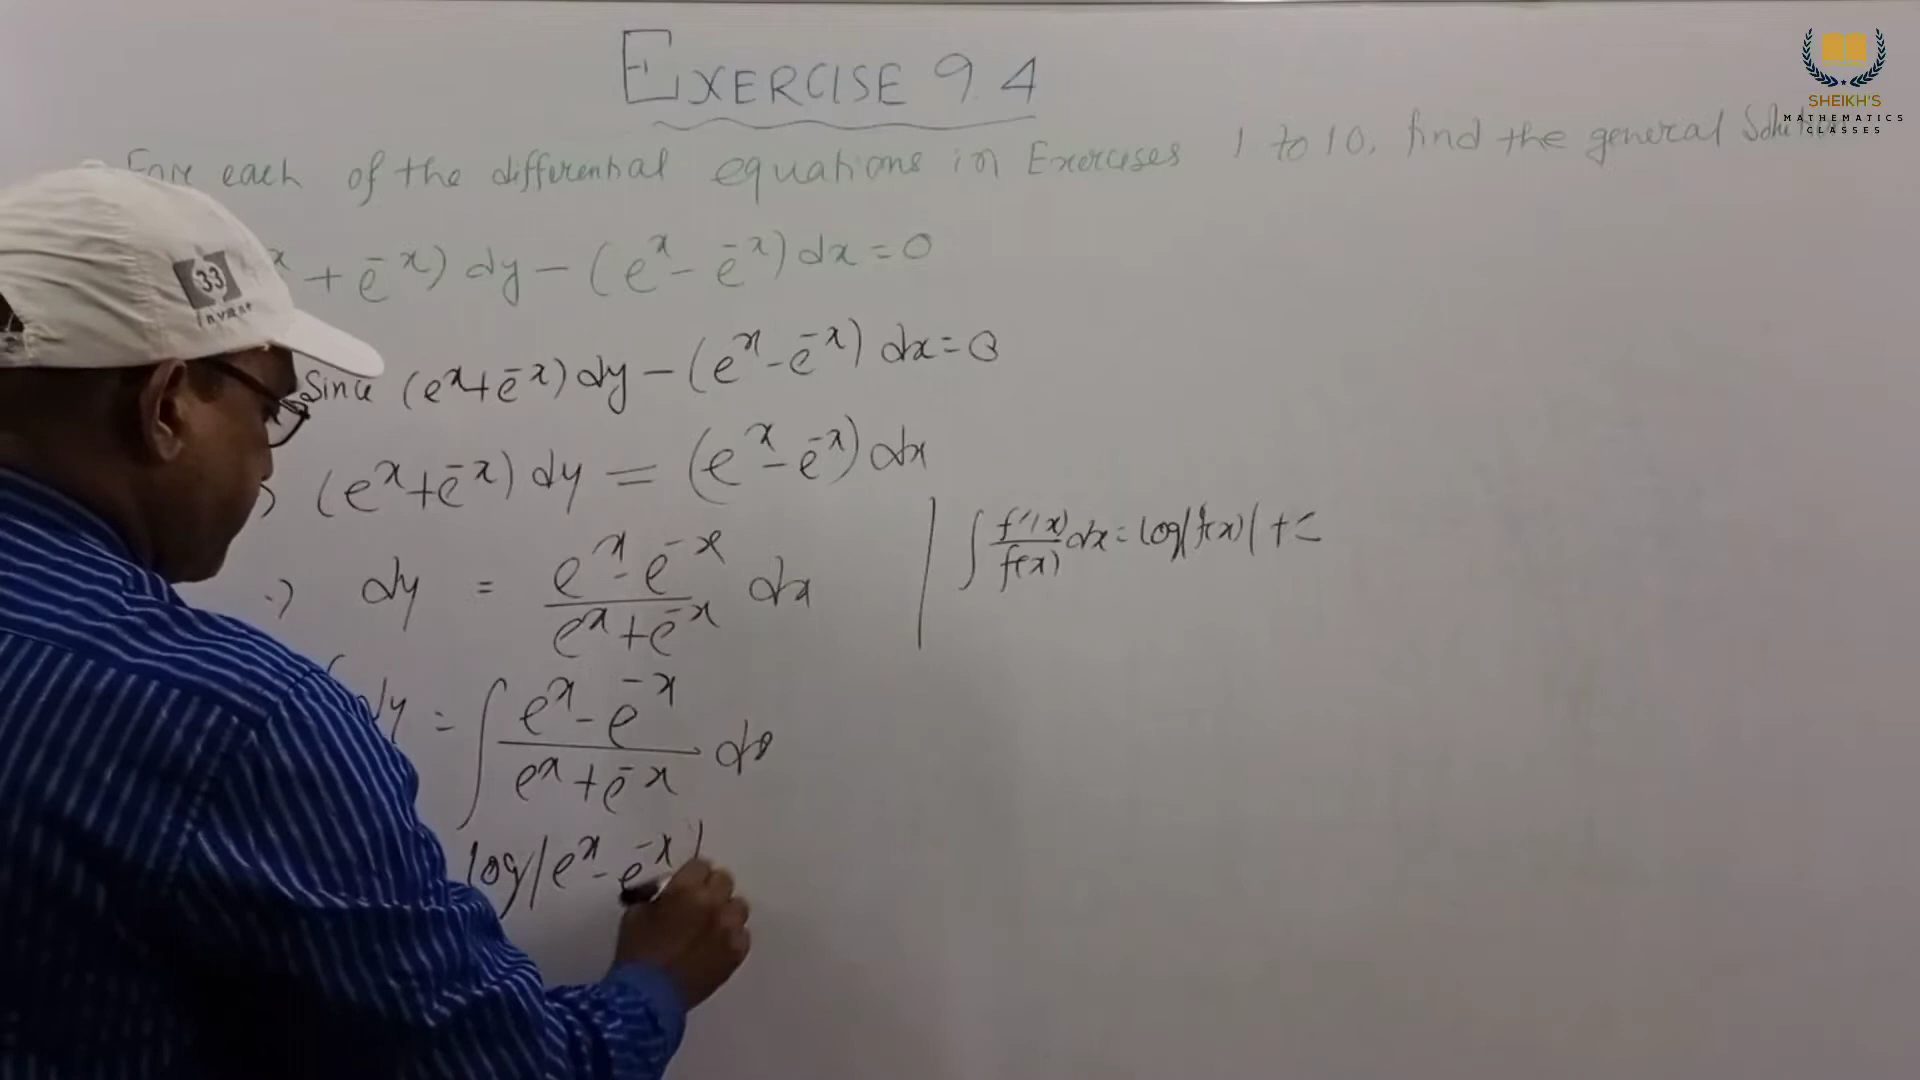 EXERCISE 9.4
SHEIKH'S
MATHEMATICS
CLASSES
For each of the differential equations in Exercises 1 to 10, find the general Solution
x + e^-x) dy - (e^x - e^-x) dx = 0
Since (e^x + e^-x) dy - (e^x - e^-x) dx = 0
(e^x + e^-x) dy = (e^x - e^-x) dx
∫ f'(x)/f(x) dx = log|f(x)| + c
⇒ dy = (e^x - e^-x)/(e^x + e^-x) dx
dy = ∫ (e^x - e^-x)/(e^x + e^-x) dx
log|e^x - e^-x|
33